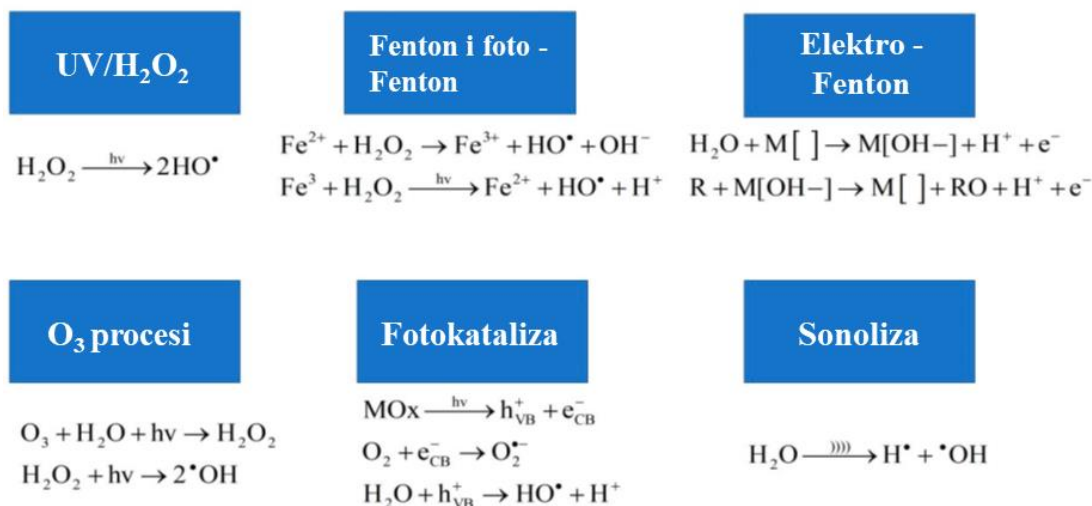 UV/H₂O₂
H₂O₂ —hv→ 2HO•
Fenton i foto -
Fenton
Fe²⁺ + H₂O₂ → Fe³⁺ + HO• + OH⁻
Fe³ + H₂O₂ —hv→ Fe²⁺ + HO• + H⁺
Elektro -
Fenton
H₂O + M[ ] → M[OH–] + H⁺ + e⁻
R + M[OH–] → M[ ] + RO + H⁺ + e⁻
O₃ procesi
O₃ + H₂O + hv → H₂O₂
H₂O₂ + hv → 2•OH
Fotokataliza
MOx —hv→ h⁺VB + e⁻CB
O₂ + e⁻CB → O₂•⁻
H₂O + h⁺VB → HO• + H⁺
Sonoliza
H₂O —))))→ H• + •OH